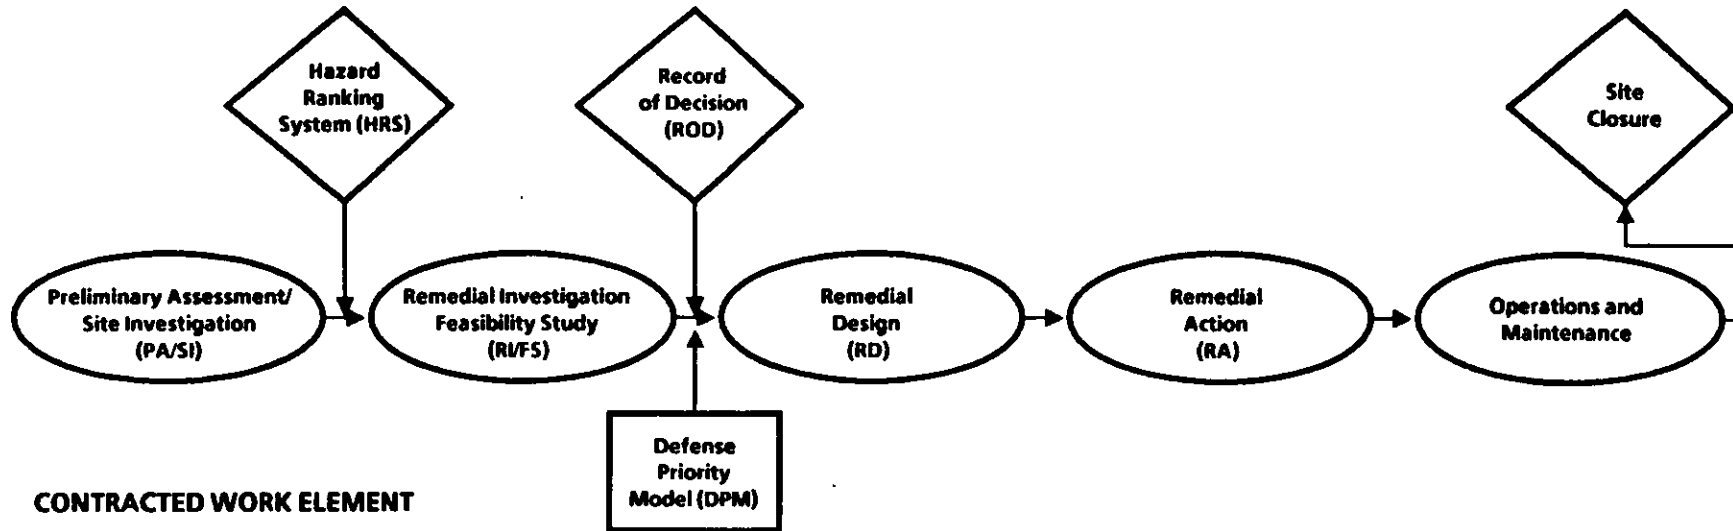 Hazard
Ranking
System (HRS)
Record
of Decision
(ROD)
Site
Closure
Preliminary Assessment/
Site Investigation
(PA/SI)
Remedial Investigation
Feasibility Study
(RI/FS)
Remedial
Design
(RD)
Remedial
Action
(RA)
Operations and
Maintenance
Defense
Priority
Model (DPM)
CONTRACTED WORK ELEMENT